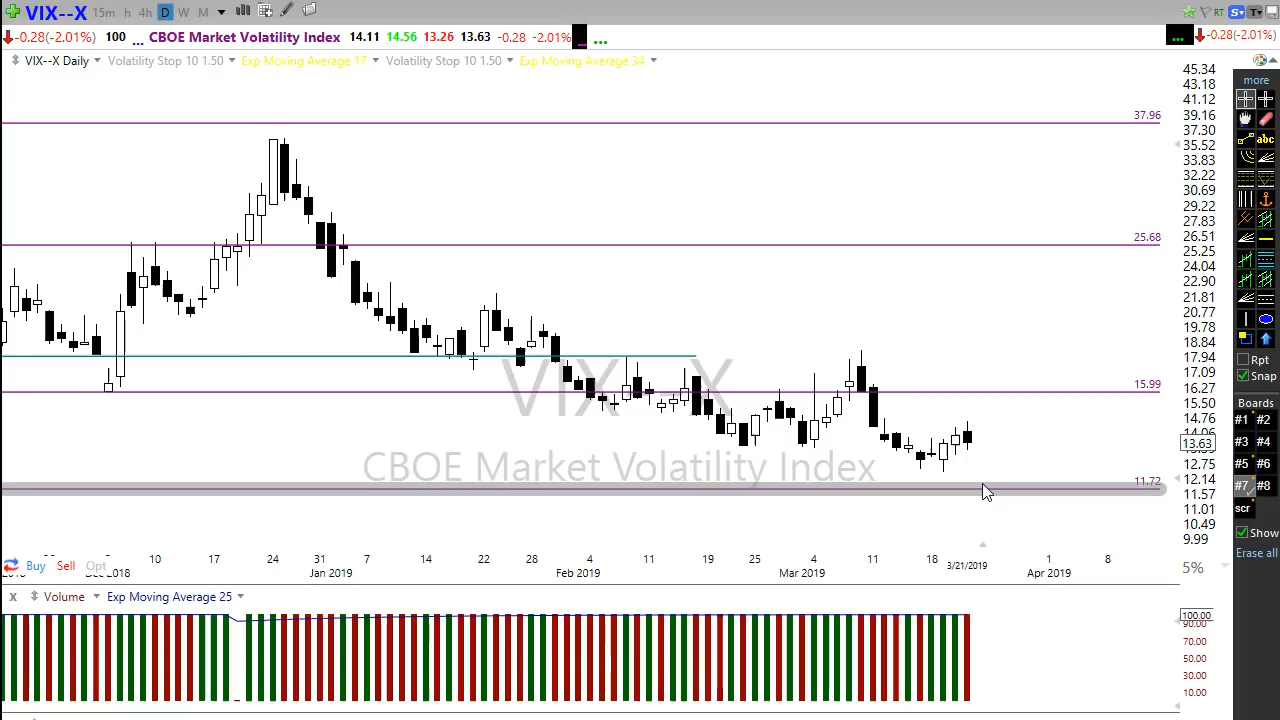 VIX--X 15m h 4h D W M RT S T
-0.28(-2.01%) 100 ... CBOE Market Volatility Index 14.11 14.56 13.26 13.63 -0.28 -2.01% ... ... ... -0.28(-2.01%)
VIX--X Daily Volatility Stop 10 1.50 Exp Moving Average 17 Volatility Stop 10 1.50 Exp Moving Average 34
45.34
more
43.18
41.12
37.96
39.16
abc
37.30
35.52
33.83
32.22
30.69
29.22
27.83
25.68
26.51
25.25
24.04
22.90
21.81
20.77
19.78
18.84
17.94
Rpt
17.09
Snap
15.99
16.27
VIX--X
15.50
Boards
14.76
#1 #2
14.06
13.63
#3 #4
CBOE Market Volatility Index
12.75
#5 #6
11.72
12.14
#7 #8
11.57
11.01
scr
10.49
Show
9.99
Erase all
10 17 24 31 7 14 22 28 4 11 19 25 4 11 18 1 8
Buy Sell Opt
5%
Dec 2018 Jan 2019 Feb 2019 Mar 2019 3/21/2019 Apr 2019
x Volume Exp Moving Average 25
100.00
90.00
70.00
50.00
30.00
10.00